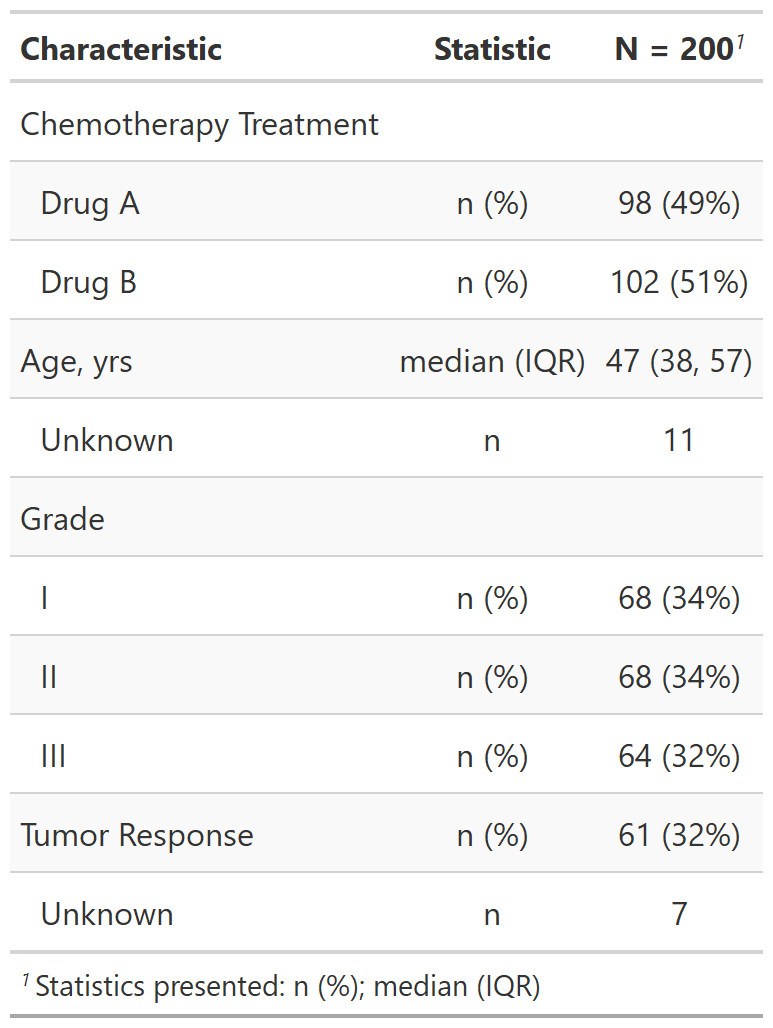 Characteristic Statistic N = 200¹
Chemotherapy Treatment
Drug A n (%) 98 (49%)
Drug B n (%) 102 (51%)
Age, yrs median (IQR) 47 (38, 57)
Unknown n 11
Grade
I n (%) 68 (34%)
II n (%) 68 (34%)
III n (%) 64 (32%)
Tumor Response n (%) 61 (32%)
Unknown n 7
¹ Statistics presented: n (%); median (IQR)